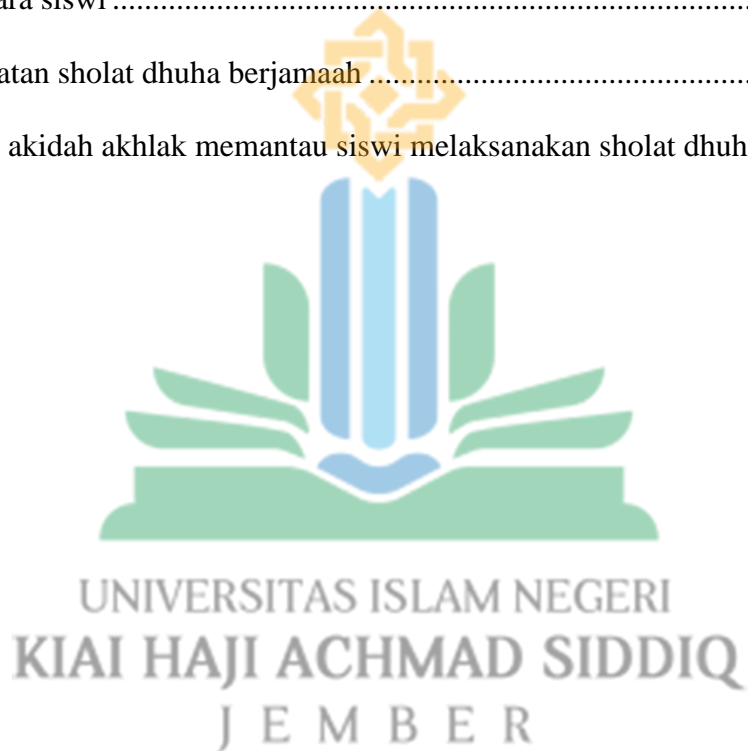 ara siswi ........................................................................................
atan sholat dhuha berjamaah ......................................................
akidah akhlak memantau siswi melaksanakan sholat dhuh
UNIVERSITAS ISLAM NEGERI
KIAI HAJI ACHMAD SIDDIQ
JEMBER